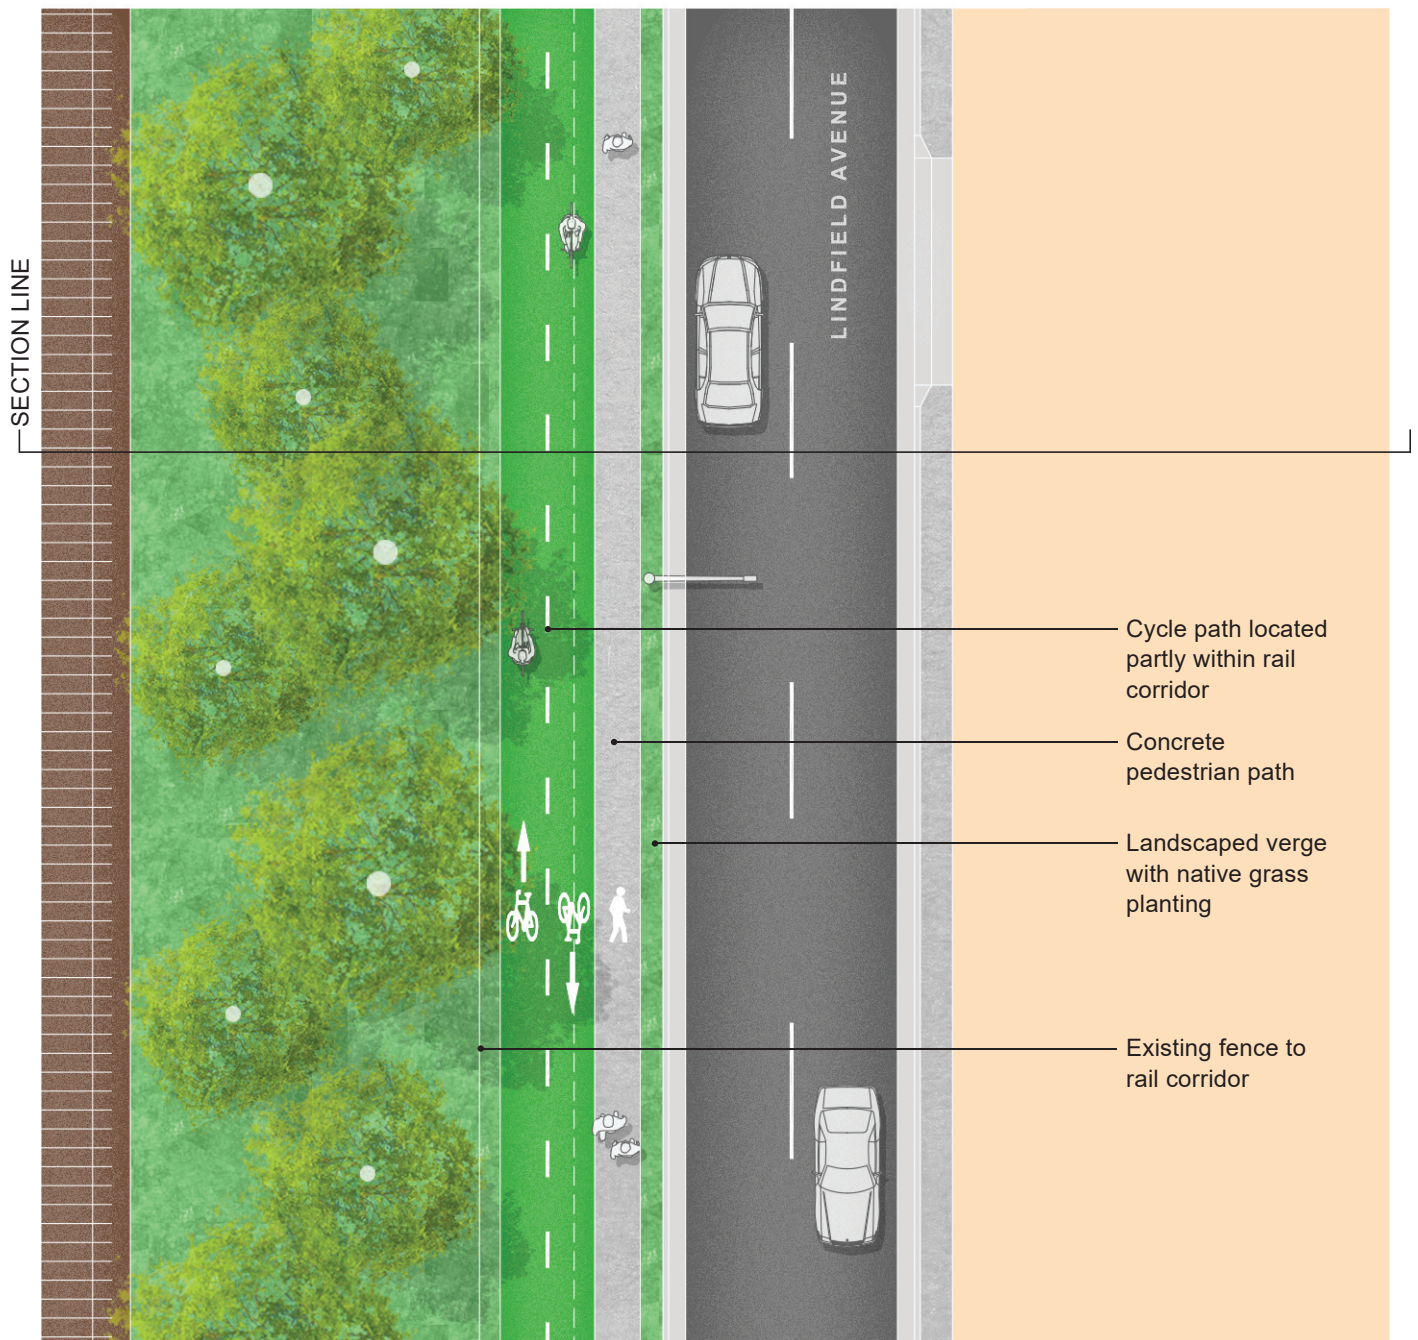 LINDFIELD AVENUE
SECTION LINE
Cycle path located
partly within rail
corridor
Concrete
pedestrian path
Landscaped verge
with native grass
planting
Existing fence to
rail corridor